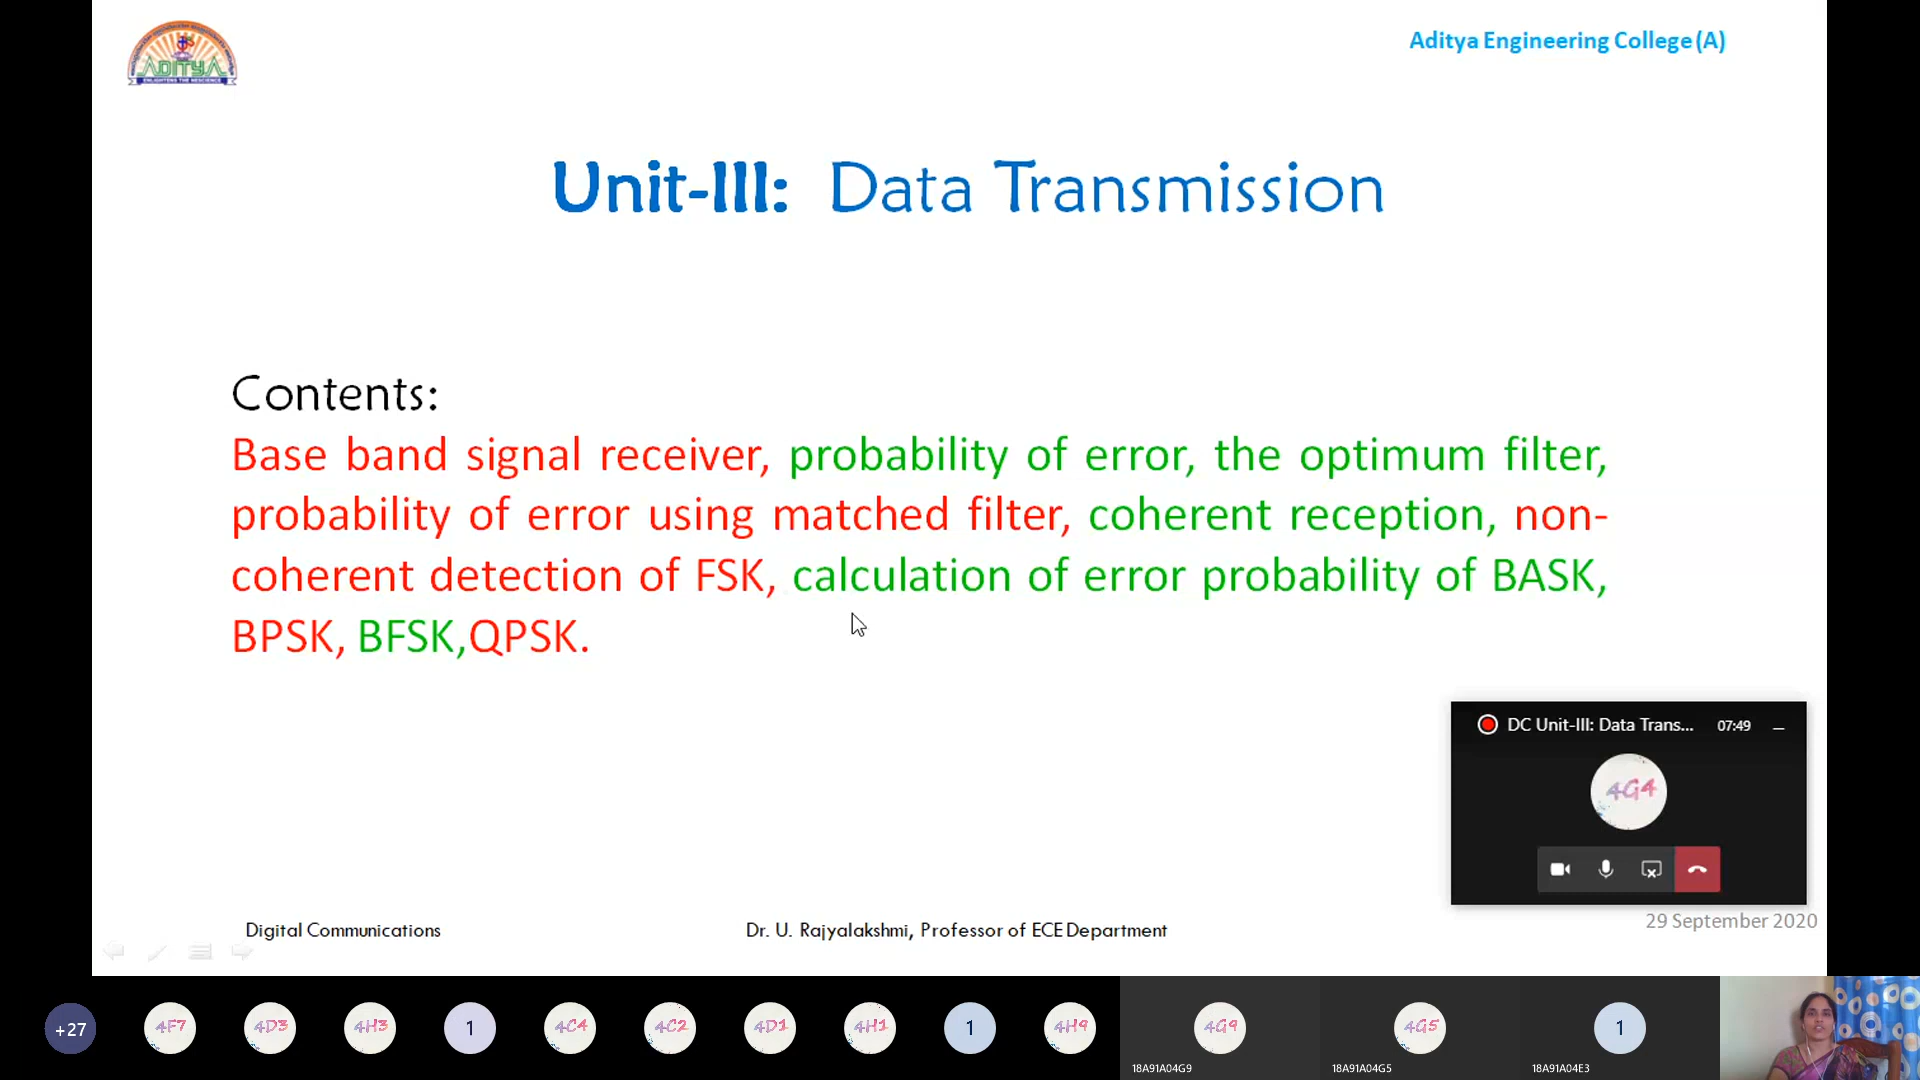 ADITYA
ENLIGHTENS THE NESCIENCE
Aditya Engineering College (A)
Unit-III: Data Transmission
Contents:
Base band signal receiver, probability of error, the optimum filter,
probability of error using matched filter, coherent reception, non-
coherent detection of FSK, calculation of error probability of BASK,
BPSK, BFSK,QPSK.
DC Unit-III: Data Trans... 07:49
4G4
Digital Communications
Dr. U. Rajyalakshmi, Professor of ECE Department
29 September 2020
+27
4F7
4D3
4H3
1
4C4
4C2
4D1
4H1
1
4H9
4G9
4G5
1
18A91A04G9
18A91A04G5
18A91A04E3